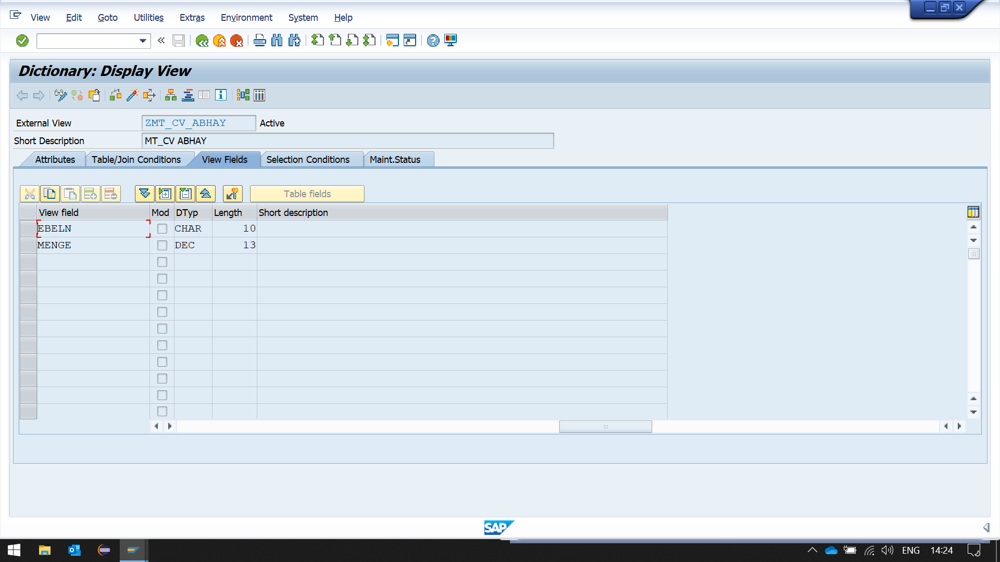 View Edit Goto Utilities Extras Environment System Help
Dictionary: Display View
External View ZMT_CV_ABHAY Active
Short Description MT_CV ABHAY
Attributes Table/Join Conditions View Fields Selection Conditions Maint.Status
Table fields
View field Mod DTyp Length Short description
EBELN CHAR 10
MENGE DEC 13
SAP
ENG 14:24